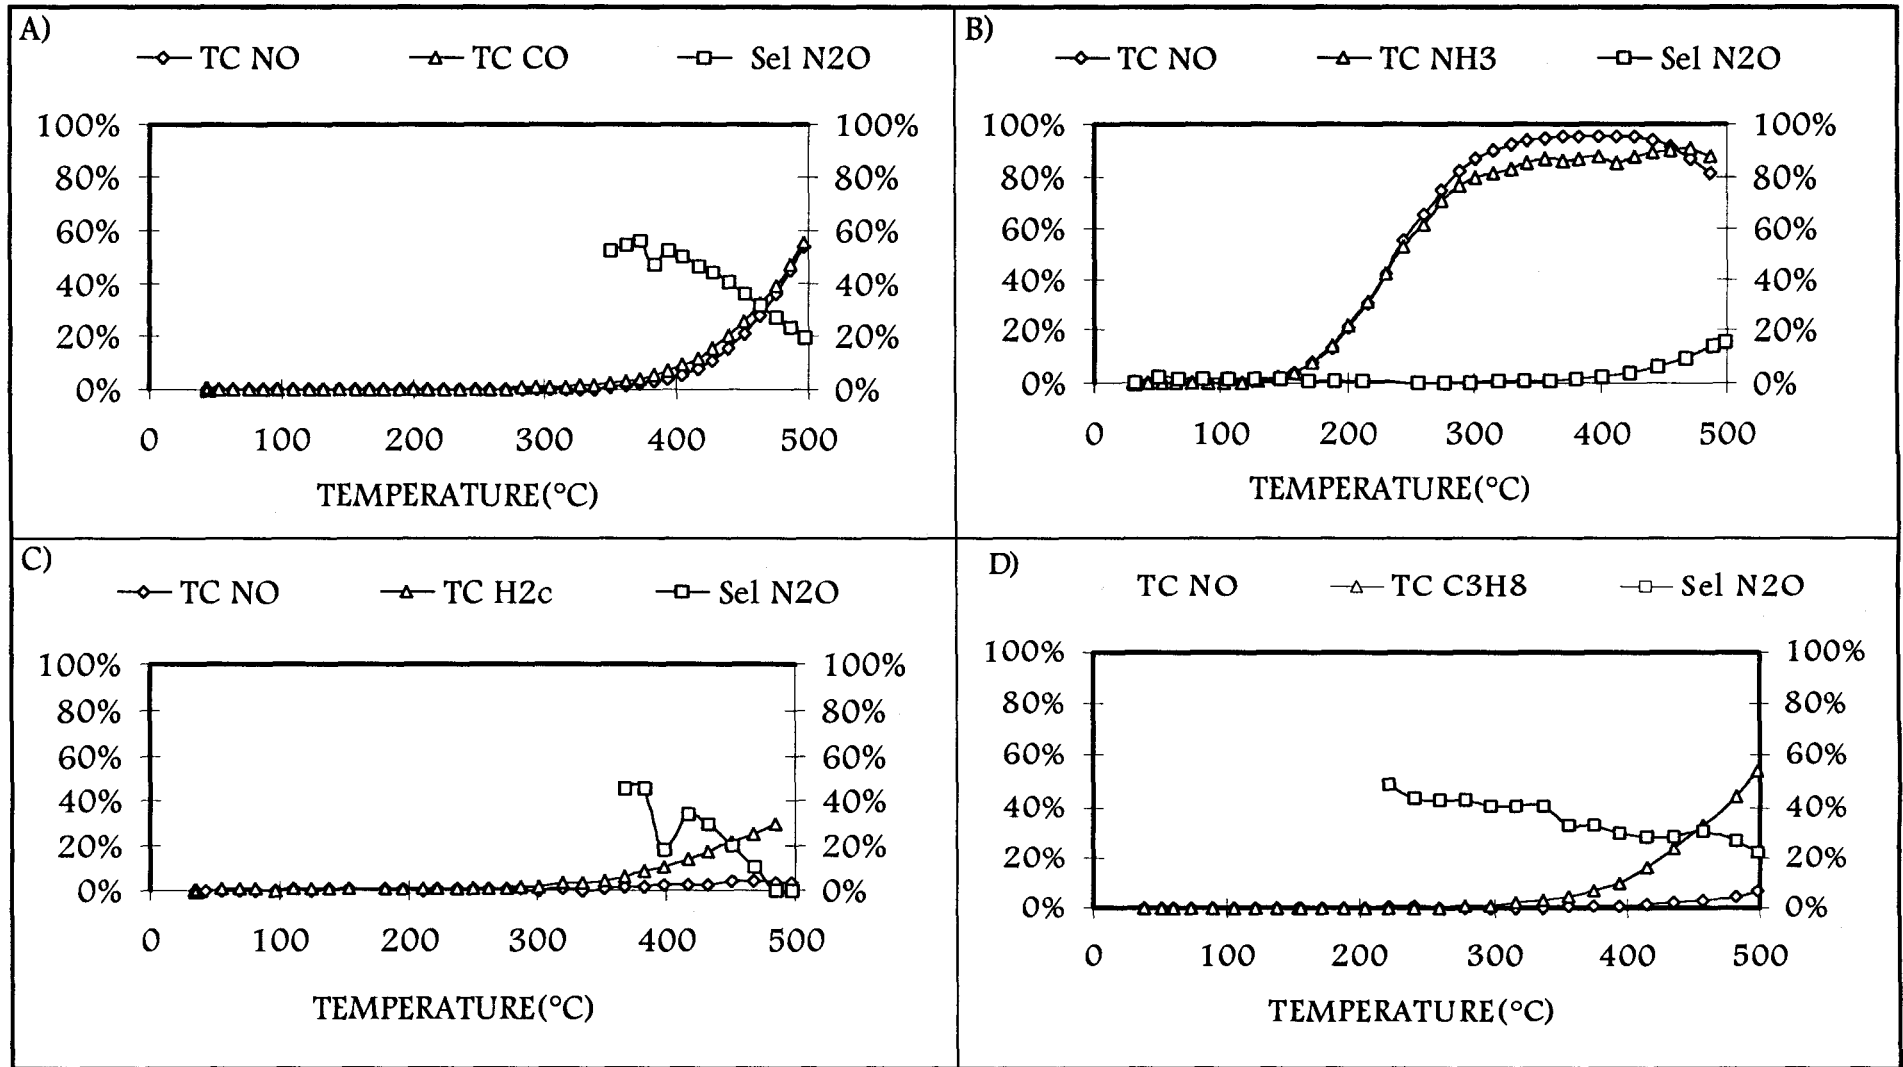 A)
TC NO TC CO Sel N2O
100% 100%
80% 80%
60% 60%
40% 40%
20% 20%
0% 0%
0 100 200 300 400 500
TEMPERATURE(°C)
B)
TC NO TC NH3 Sel N2O
100% 100%
80% 80%
60% 60%
40% 40%
20% 20%
0% 0%
0 100 200 300 400 500
TEMPERATURE(°C)
C)
TC NO TC H2c Sel N2O
100% 100%
80% 80%
60% 60%
40% 40%
20% 20%
0% 0%
0 100 200 300 400 500
TEMPERATURE(°C)
D)
TC NO TC C3H8 Sel N2O
100% 100%
80% 80%
60% 60%
40% 40%
20% 20%
0% 0%
0 100 200 300 400 500
TEMPERATURE(°C)